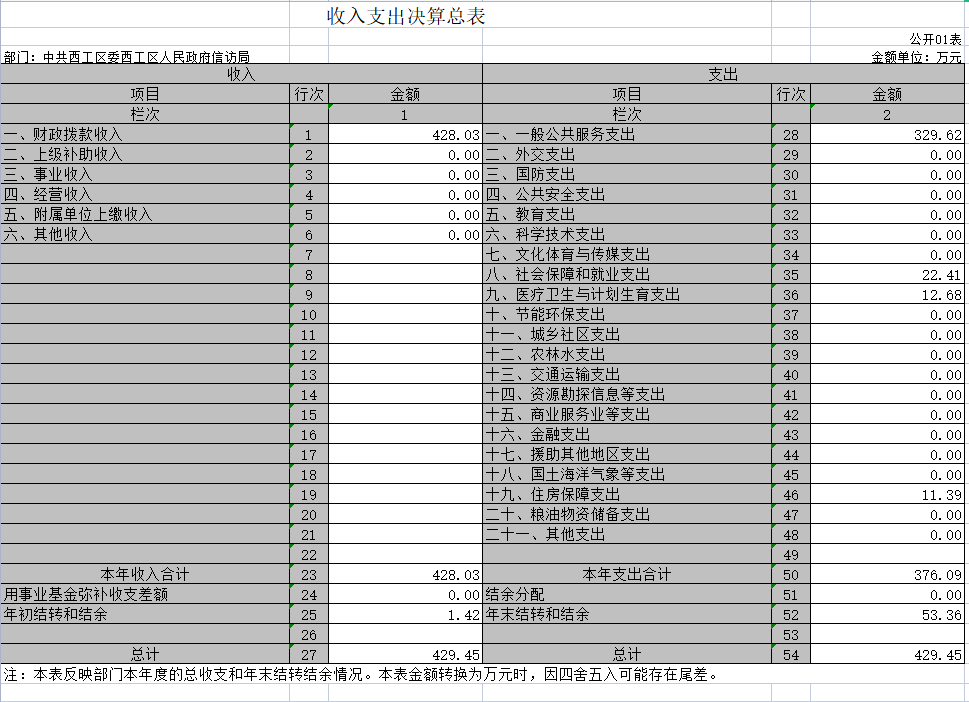 收入支出决算总表
公开01表
部门：中共西工区委西工区人民政府信访局 金额单位：万元
收入 支出
项目 行次 金额 项目 行次 金额
栏次 1 栏次 2
一、财政拨款收入 1 428.03 一、一般公共服务支出 28 329.62
二、上级补助收入 2 0.00 二、外交支出 29 0.00
三、事业收入 3 0.00 三、国防支出 30 0.00
四、经营收入 4 0.00 四、公共安全支出 31 0.00
五、附属单位上缴收入 5 0.00 五、教育支出 32 0.00
六、其他收入 6 0.00 六、科学技术支出 33 0.00
7 七、文化体育与传媒支出 34 0.00
8 八、社会保障和就业支出 35 22.41
9 九、医疗卫生与计划生育支出 36 12.68
10 十、节能环保支出 37 0.00
11 十一、城乡社区支出 38 0.00
12 十二、农林水支出 39 0.00
13 十三、交通运输支出 40 0.00
14 十四、资源勘探信息等支出 41 0.00
15 十五、商业服务业等支出 42 0.00
16 十六、金融支出 43 0.00
17 十七、援助其他地区支出 44 0.00
18 十八、国土海洋气象等支出 45 0.00
19 十九、住房保障支出 46 11.39
20 二十、粮油物资储备支出 47 0.00
21 二十一、其他支出 48 0.00
22 49
本年收入合计 23 428.03 本年支出合计 50 376.09
用事业基金弥补收支差额 24 0.00 结余分配 51 0.00
年初结转和结余 25 1.42 年末结转和结余 52 53.36
26 53
总计 27 429.45 总计 54 429.45
注：本表反映部门本年度的总收支和年末结转结余情况。本表金额转换为万元时，因四舍五入可能存在尾差。